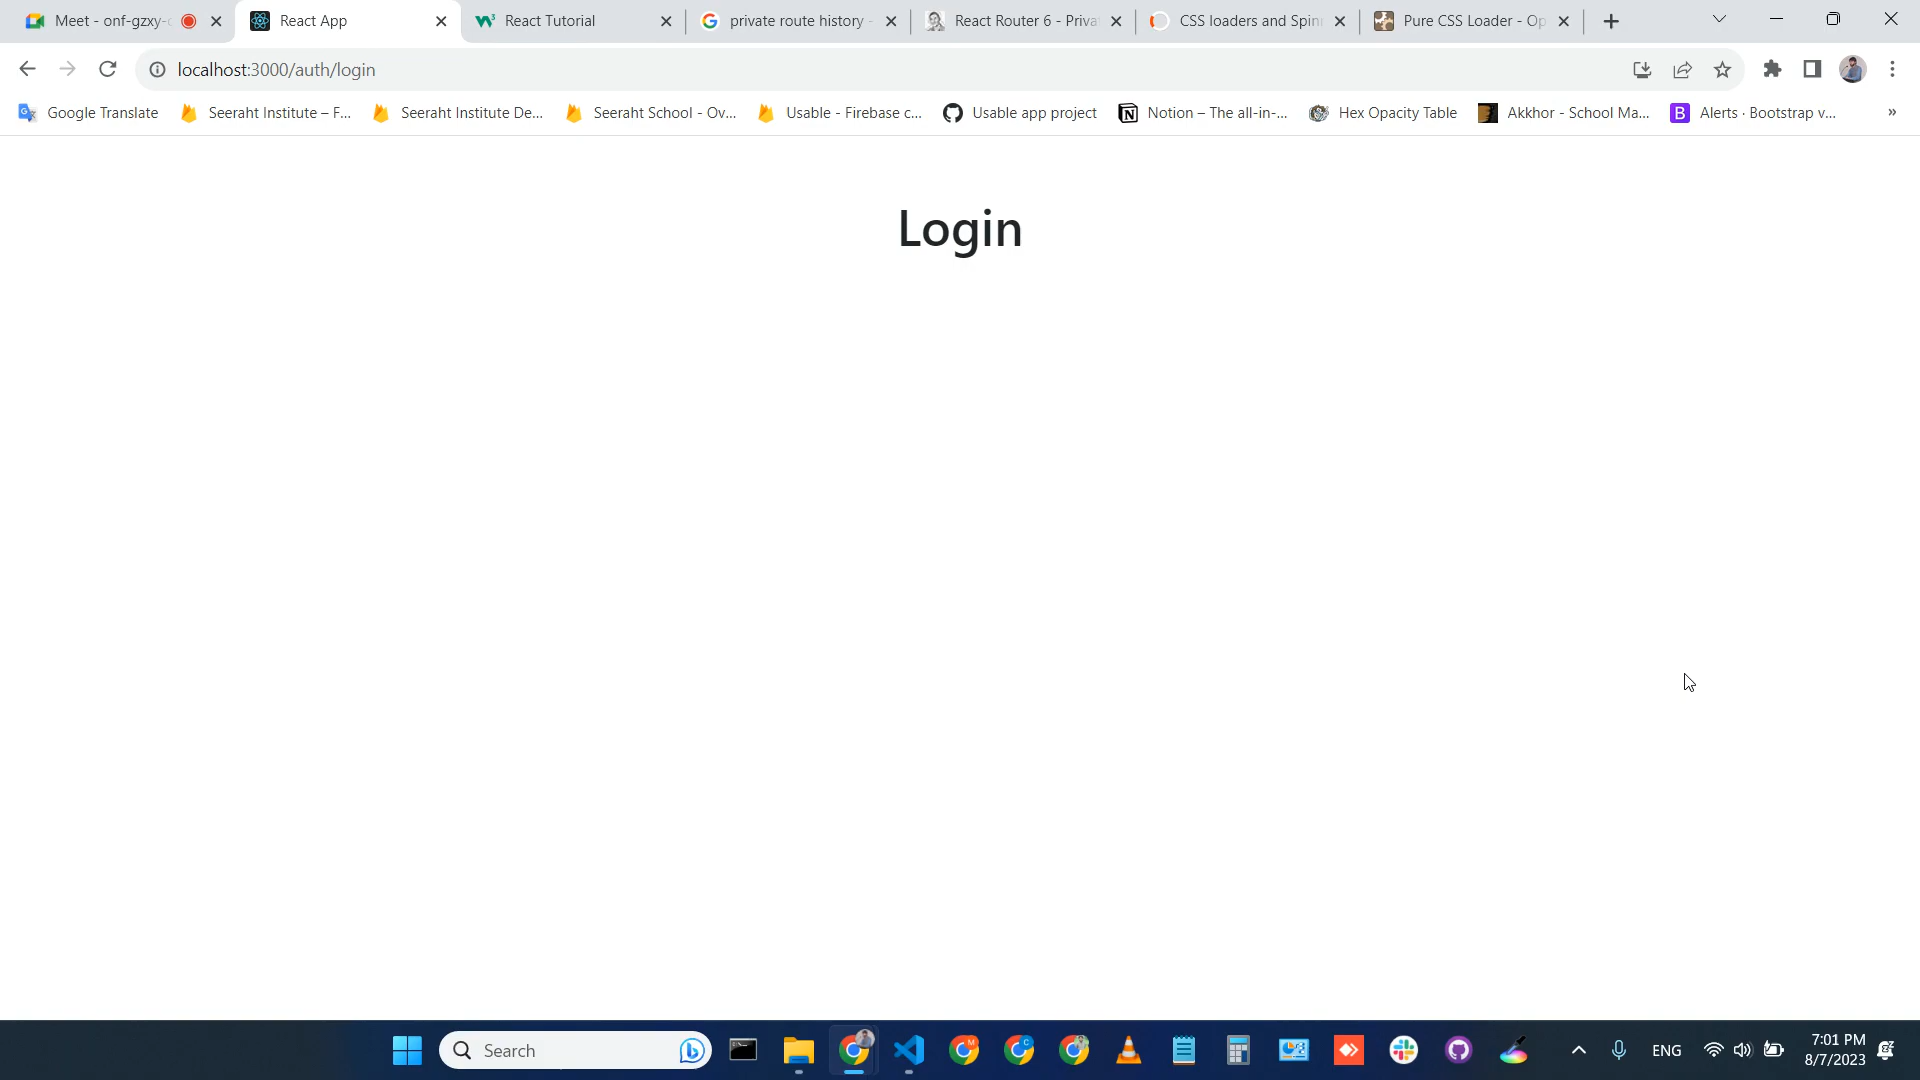 Meet - onf-gzxy-
React App
React Tutorial
private route history -
React Router 6 - Priva
CSS loaders and Spin
Pure CSS Loader - Op
localhost:3000/auth/login
Google Translate
Seeraht Institute – F...
Seeraht Institute De...
Seeraht School - Ov...
Usable - Firebase c...
Usable app project
Notion – The all-in-...
Hex Opacity Table
Akkhor - School Ma...
Alerts · Bootstrap v...
»
Login
Search
ENG
7:01 PM
8/7/2023